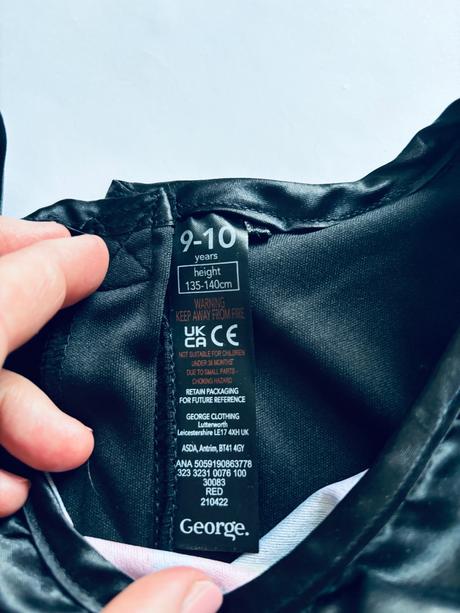 9-10
years
height
135-140cm
WARNING
KEEP AWAY FROM FIRE
UK
CA CE
NOT SUITABLE FOR CHILDREN
UNDER 36 MONTHS
DUE TO SMALL PARTS -
CHOKING HAZARD
RETAIN PACKAGING
FOR FUTURE REFERENCE
GEORGE CLOTHING
Lutterworth
Leicestershire LE17 4XH UK
ASDA, Antrim, BT41 4GY
ANA 5059190863778
323 3231 0076 100
30083
RED
210422
George.